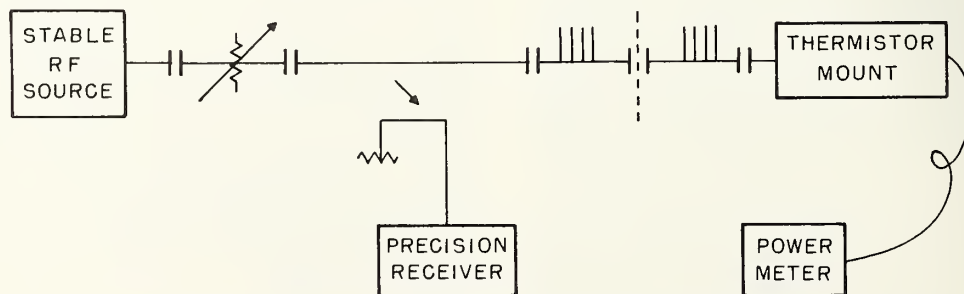 STABLE
RF
SOURCE
THERMISTOR
MOUNT
PRECISION
RECEIVER
POWER
METER